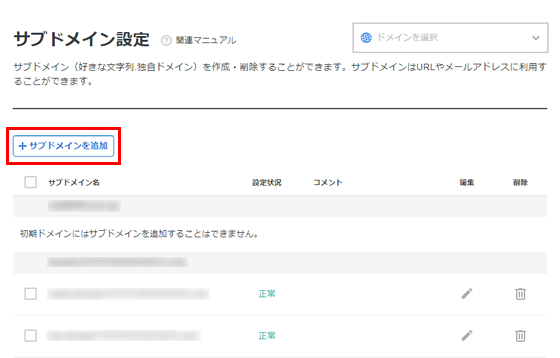 サブドメイン設定 ? 関連マニュアル ドメインを選択
サブドメイン（好きな文字列.独自ドメイン）を作成・削除することができます。サブドメインはURLやメールアドレスに利用す
ることができます。
+ サブドメインを追加
サブドメイン名 設定状況 コメント 編集 削除
初期ドメインにはサブドメインを追加することはできません。
正常
正常